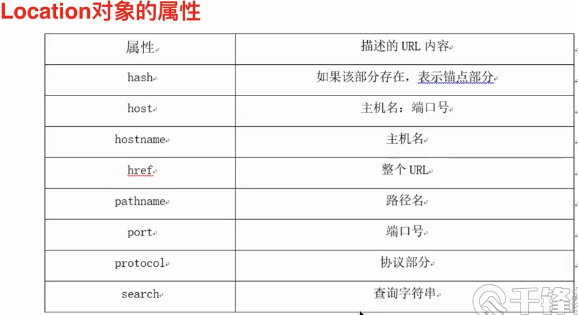 Location对象的属性
属性 描述的 URL 内容
hash 如果该部分存在，表示锚点部分
host 主机名：端口号
hostname 主机名
href 整个 URL
pathname 路径名
port 端口号
protocol 协议部分
search 查询字符串
千锋